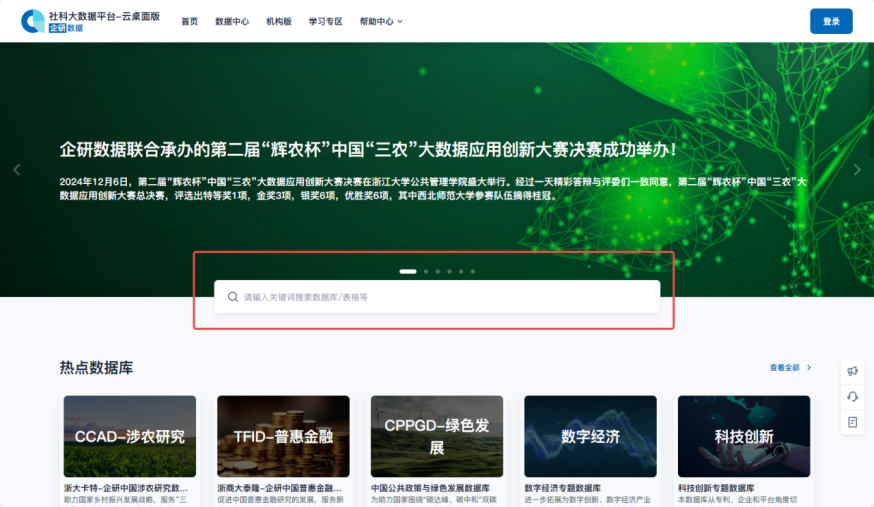 社科大数据平台-云桌面版
企研数据
首页 数据中心 机构版 学习专区 帮助中心
登录
企研数据联合承办的第二届“辉农杯”中国“三农”大数据应用创新大赛决赛成功举办！
2024年12月6日，第二届“辉农杯”中国“三农”大数据应用创新大赛决赛在浙江大学公共管理学院盛大举行。经过一天精彩答辩与评委们一致同意，第二届“辉农杯”中国“三农”大
数据应用创新大赛总决赛，评选出特等奖1项，金奖3项，银奖6项，优胜奖6项，其中西北师范大学参赛队伍摘得桂冠。
请输入关键词搜索数据库/表格等
热点数据库
查看全部
CCAD-涉农研究
TFID-普惠金融
CPPGD-绿色发
展
数字经济
科技创新
浙大卡特-企研中国涉农研究数...
助力国家乡村振兴发展战略，服务“三
浙商大泰隆-企研中国普惠金融...
促进中国普惠金融研究的发展，服务新
中国公共政策与绿色发展数据库
为助力国家围绕“碳达峰、碳中和”双碳
数字经济专题数据库
进一步拓展为数字创新、数字经济产业
科技创新专题数据库
本数据库从专利、企业和平台角度切